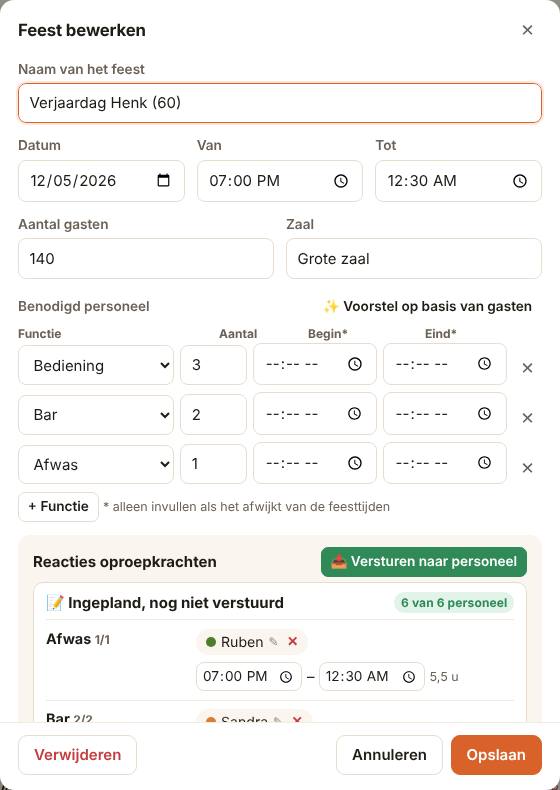 Feest bewerken ✕
Naam van het feest
Verjaardag Henk (60)
Datum Van Tot
12/05/2026 07:00 PM 12:30 AM
Aantal gasten Zaal
140 Grote zaal
Benodigd personeel ✨ Voorstel op basis van gasten
Functie Aantal Begin* Eind*
Bediening 3 --:-- -- --:-- -- ✕
Bar 2 --:-- -- --:-- -- ✕
Afwas 1 --:-- -- --:-- -- ✕
+ Functie * alleen invullen als het afwijkt van de feesttijden
Reacties oproepkrachten 📤 Versturen naar personeel
📝 Ingepland, nog niet verstuurd 6 van 6 personeel
Afwas 1/1 Ruben ✎ ✕
07:00 PM – 12:30 AM 5,5 u
Bar 2/2 Sandra ✎ ✕
Verwijderen Annuleren Opslaan